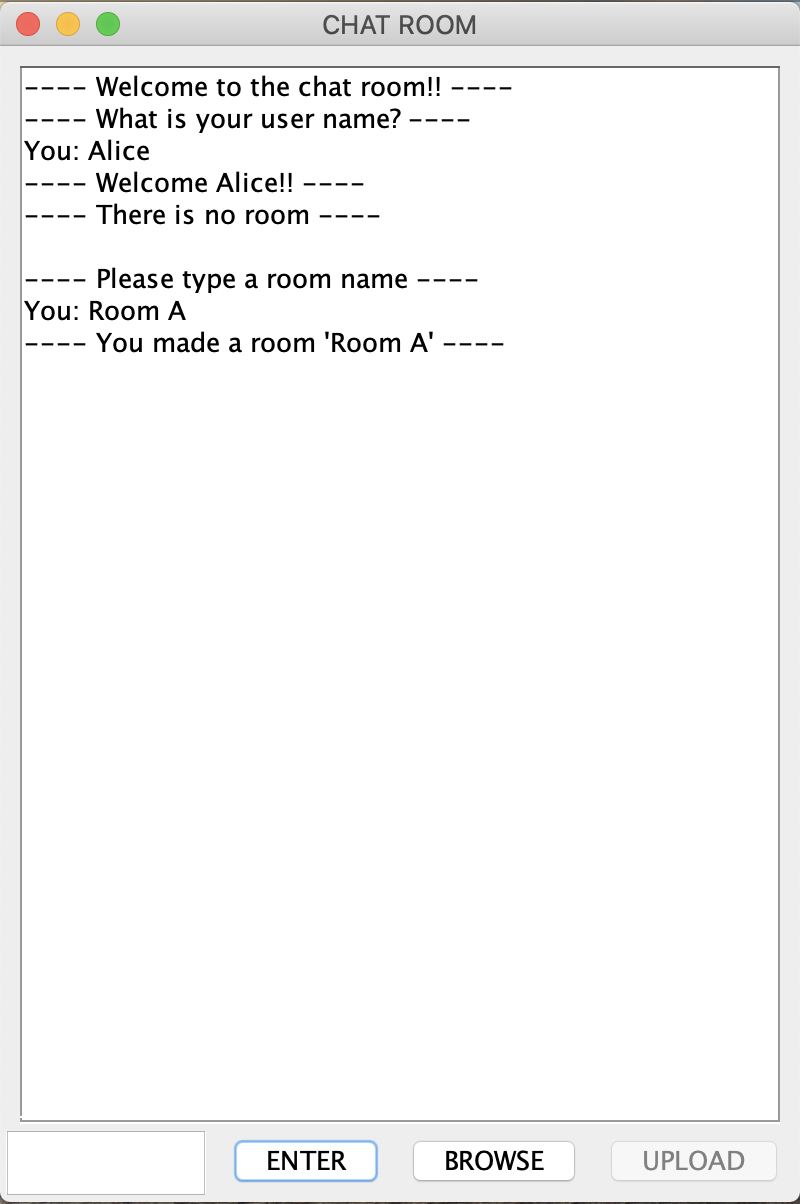 CHAT ROOM
---- Welcome to the chat room!! ----
---- What is your user name? ----
You: Alice
---- Welcome Alice!! ----
---- There is no room ----
---- Please type a room name ----
You: Room A
---- You made a room 'Room A' ----
ENTER
BROWSE
UPLOAD